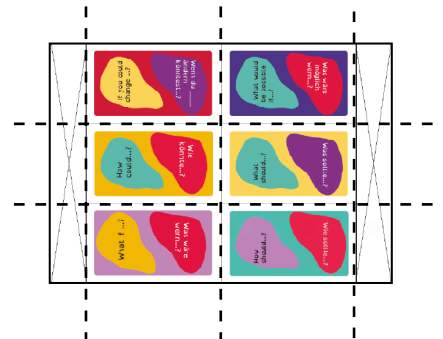 If you could
change ...?
Wenn du ____
ändern
könntest...?
What would
be possible
if...?
Was wäre
möglich
wenn...?
How
could...?
Wie
könnte...?
What
should...?
Was sollte...?
What ...?
Was wäre
wenn...?
How
should...?
Wie sollte...?